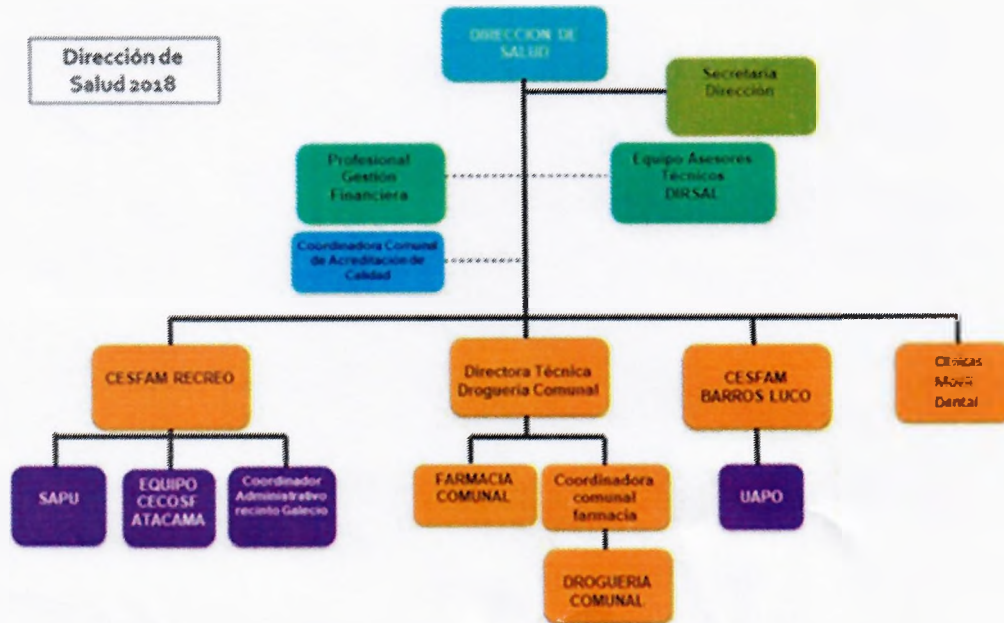 DIRECCION DE
SALUD
Dirección de
Salud 2018
Secretaria
Dirección
Profesional
Gestión
Financiera
Equipo Asesores
Técnicos
DIRSAL
Coordinadora Comunal
de Acreditación de
Calidad
CESFAM RECREO
Directora Técnica
Droguería Comunal
CESFAM
BARROS LUCO
Clinicas
Movil
Dental
SAPU
EQUIPO
CECOSF
ATACAMA
Coordinador
Administrativo
recinto Galecio
FARMACIA
COMUNAL
Coordinadora
comunal
farmacia
UAPO
DROGUERIA
COMUNAL